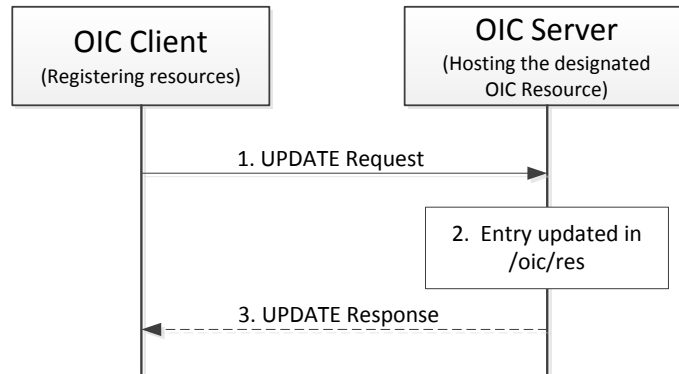 OIC Client
(Registering resources)
OIC Server
(Hosting the designated
OIC Resource)
1. UPDATE Request
2. Entry updated in
/oic/res
3. UPDATE Response